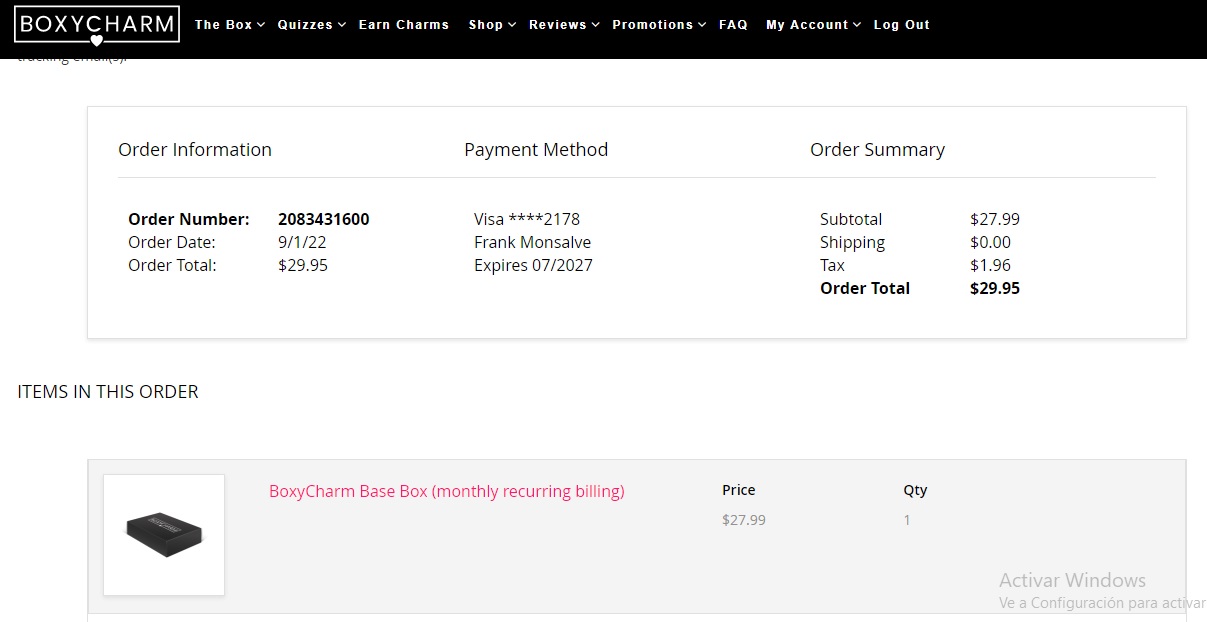 BOXYCHARM The Box Quizzes Earn Charms Shop Reviews Promotions FAQ My Account Log Out
tracking email(s).
Order Information Payment Method Order Summary
Order Number: 2083431600 Visa ****2178 Subtotal $27.99
Order Date: 9/1/22 Frank Monsalve Shipping $0.00
Order Total: $29.95 Expires 07/2027 Tax $1.96
Order Total $29.95
ITEMS IN THIS ORDER
BoxyCharm Base Box (monthly recurring billing) Price Qty
$27.99 1
BOXYCHARM
Activar Windows
Ve a Configuración para activar